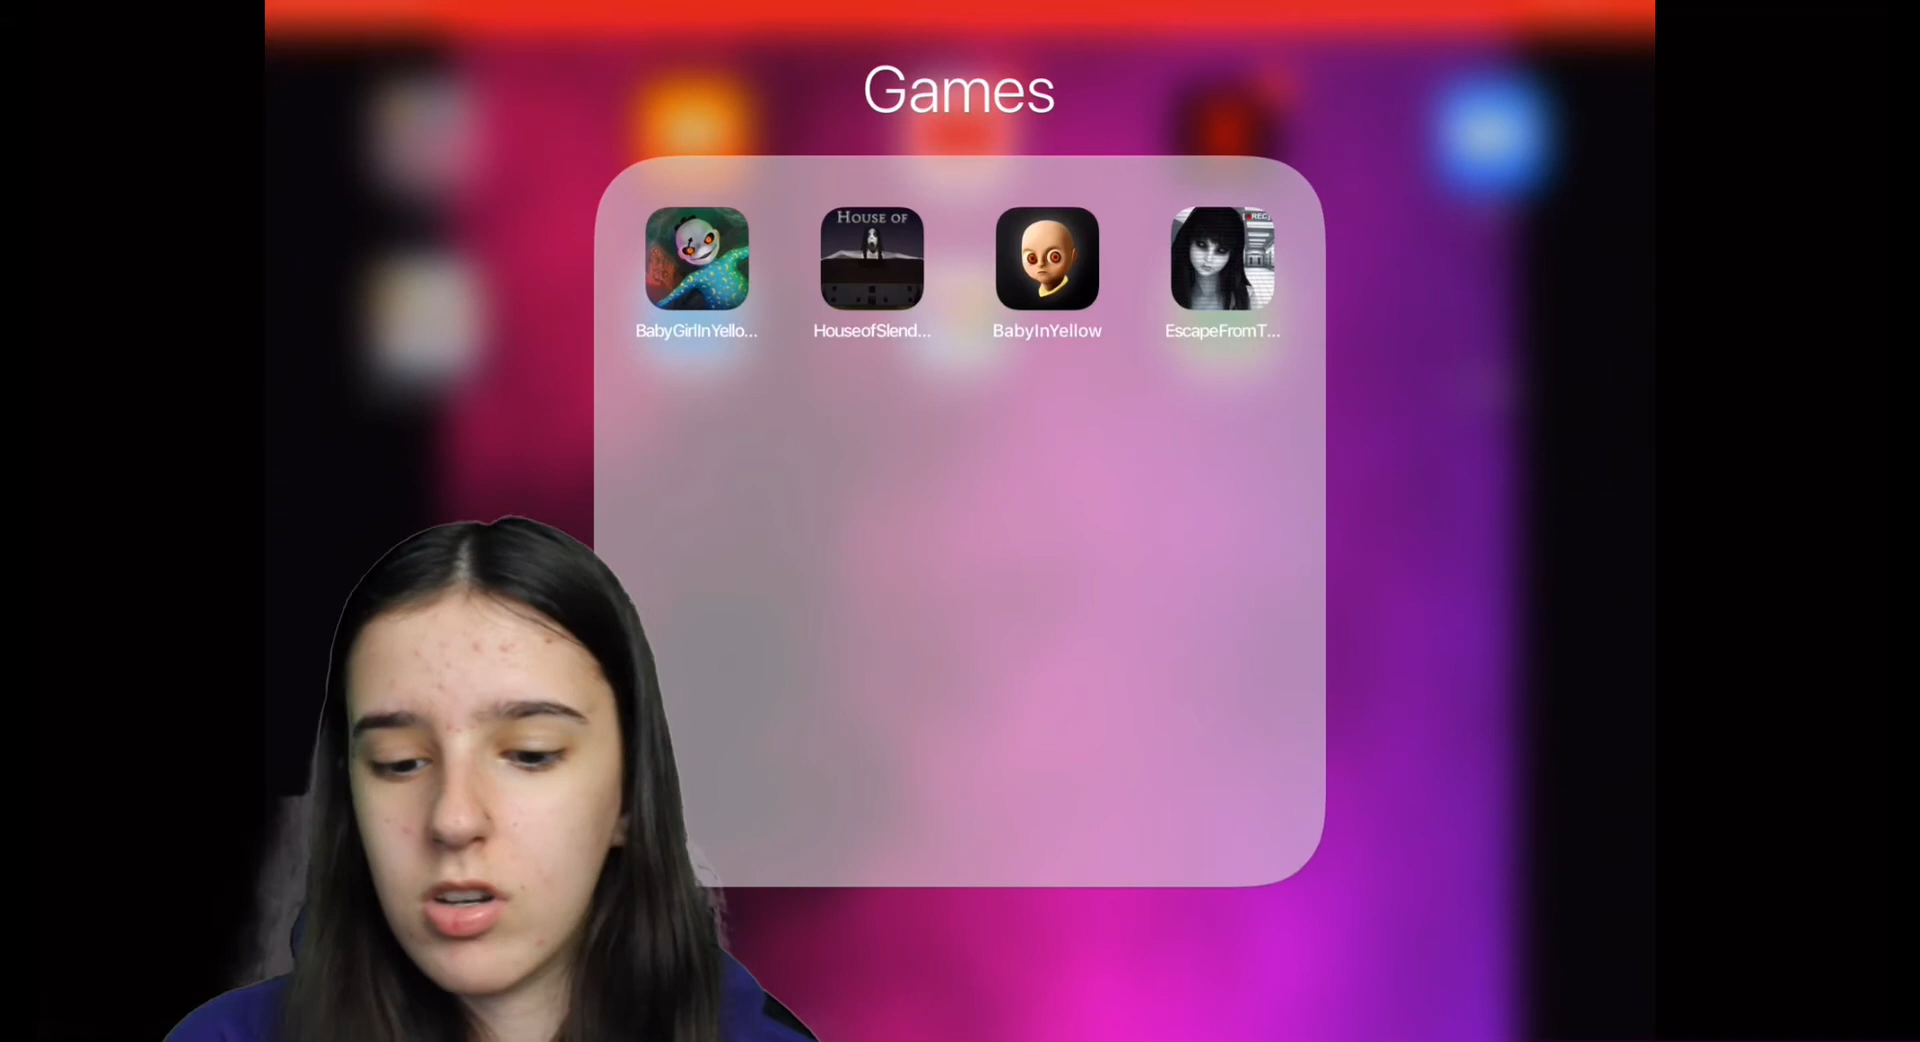 Games
HOUSE OF
[REC]
BabyGirlInYello...
HouseofSlend...
BabyInYellow
EscapeFromT...